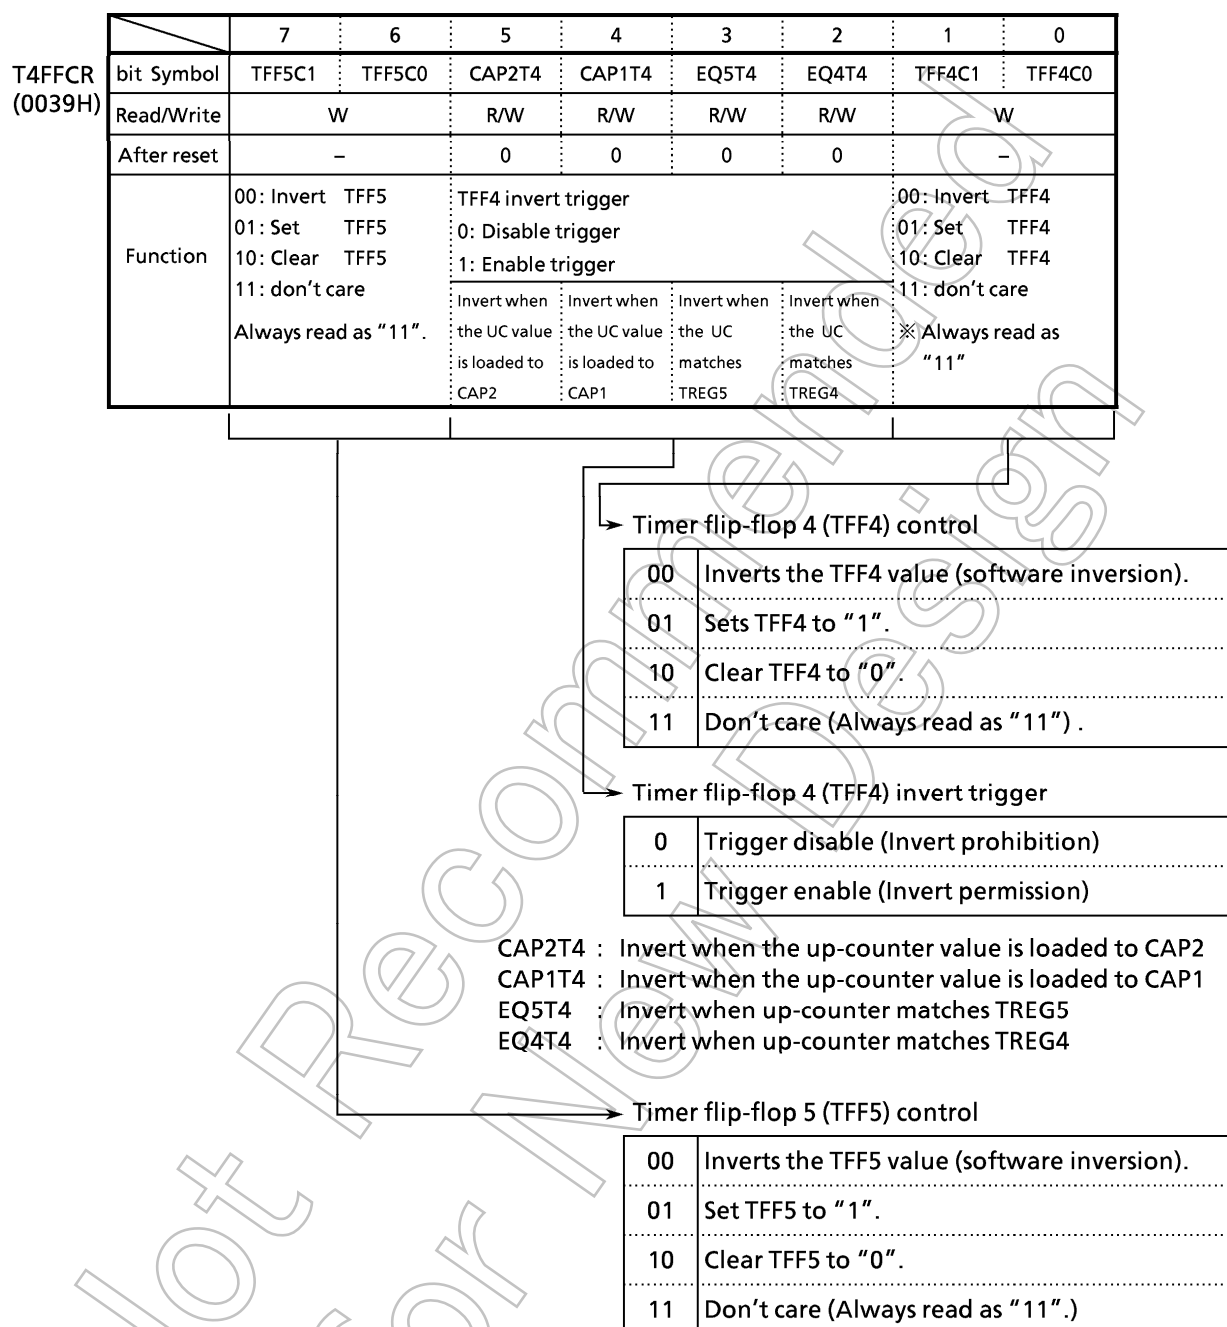 7 6 5 4 3 2 1 0
T4FFCR
(0039H)
bit Symbol TFF5C1 TFF5C0 CAP2T4 CAP1T4 EQ5T4 EQ4T4 TFF4C1 TFF4C0
Read/Write W R/W R/W R/W R/W W
After reset – 0 0 0 0 –
Function
00: Invert TFF5
01: Set TFF5
10: Clear TFF5
11: don't care
Always read as "11".
TFF4 invert trigger
0: Disable trigger
1: Enable trigger
Invert when
the UC value
is loaded to
CAP2
Invert when
the UC value
is loaded to
CAP1
Invert when
the UC
matches
TREG5
Invert when
the UC
matches
TREG4
00: Invert TFF4
01: Set TFF4
10: Clear TFF4
11: don't care
※ Always read as
"11"
Timer flip-flop 4 (TFF4) control
00 Inverts the TFF4 value (software inversion).
01 Sets TFF4 to "1".
10 Clear TFF4 to "0".
11 Don't care (Always read as "11") .
Timer flip-flop 4 (TFF4) invert trigger
0 Trigger disable (Invert prohibition)
1 Trigger enable (Invert permission)
CAP2T4 : Invert when the up-counter value is loaded to CAP2
CAP1T4 : Invert when the up-counter value is loaded to CAP1
EQ5T4 : Invert when up-counter matches TREG5
EQ4T4 : Invert when up-counter matches TREG4
Timer flip-flop 5 (TFF5) control
00 Inverts the TFF5 value (software inversion).
01 Set TFF5 to "1".
10 Clear TFF5 to "0".
11 Don't care (Always read as "11".)
Not Recommended
for New Design